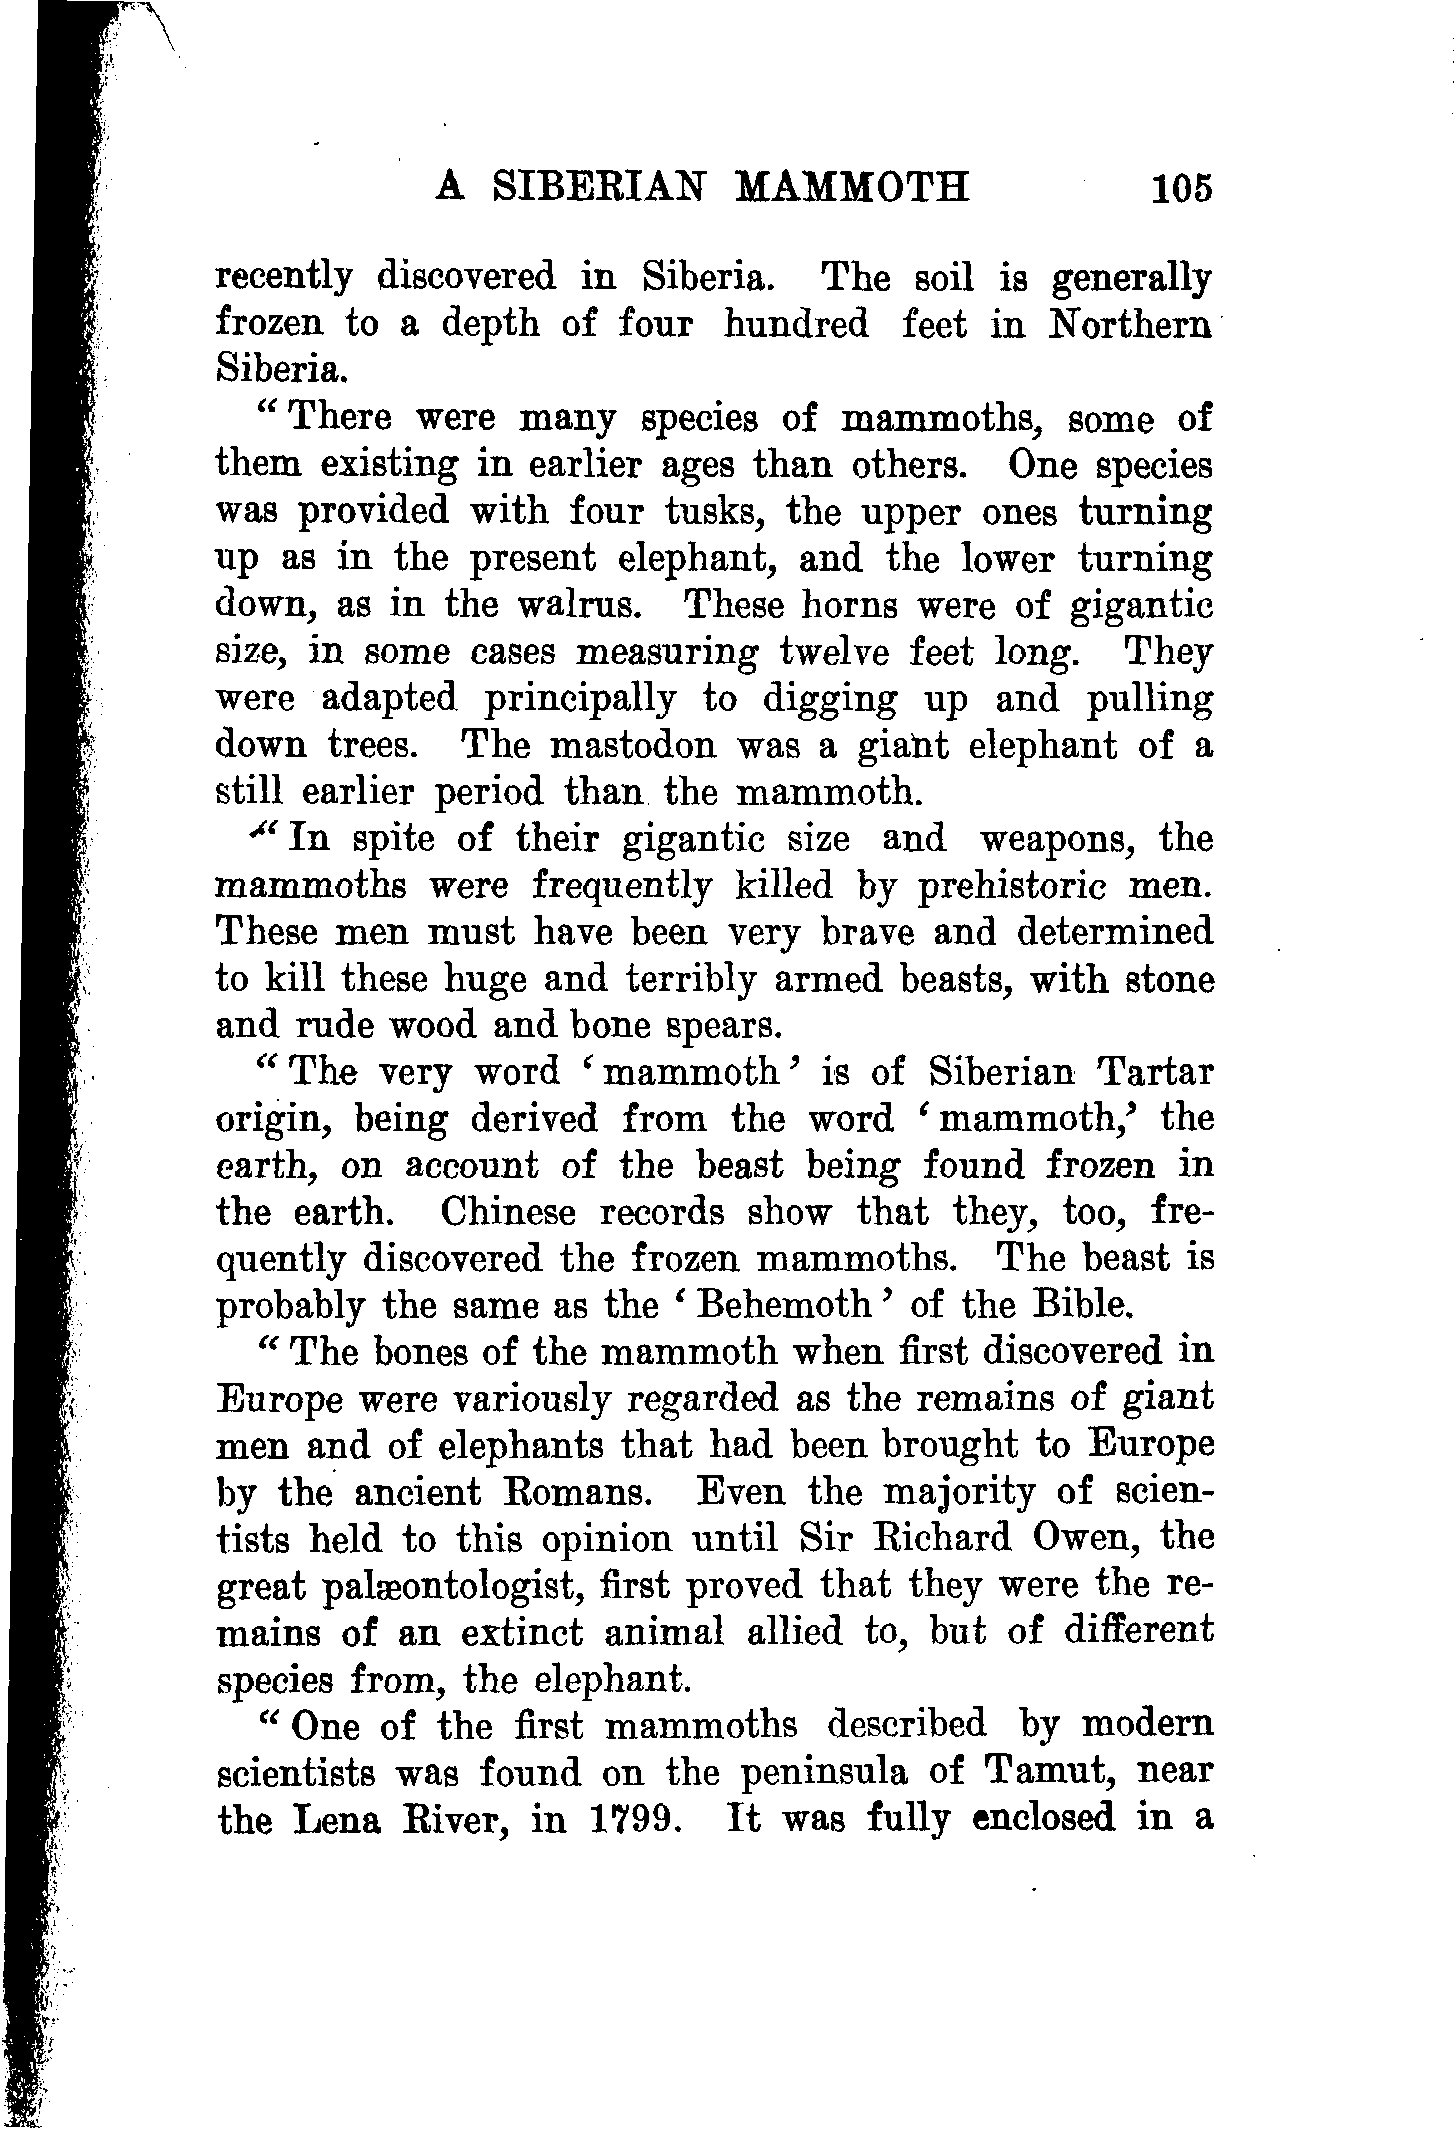 A SIBERIAN MAMMOTH 105
recently discovered in Siberia. The soil is generally
frozen to a depth of four hundred feet in Northern
Siberia.
“ There were many species of mammoths, some of
them existing in earlier ages than others. One species
was provided with four tusks, the upper ones turning
up as in the present elephant, and the lower turning
down, as in the walrus. These horns were of gigantic
size, in some cases measuring twelve feet long. They
were adapted principally to digging up and pulling
down trees. The mastodon was a giant elephant of a
still earlier period than the mammoth.
“ In spite of their gigantic size and weapons, the
mammoths were frequently killed by prehistoric men.
These men must have been very brave and determined
to kill these huge and terribly armed beasts, with stone
and rude wood and bone spears.
“ The very word ‘ mammoth ’ is of Siberian Tartar
origin, being derived from the word ‘ mammoth,’ the
earth, on account of the beast being found frozen in
the earth. Chinese records show that they, too, fre-
quently discovered the frozen mammoths. The beast is
probably the same as the ‘ Behemoth ’ of the Bible.
“ The bones of the mammoth when first discovered in
Europe were variously regarded as the remains of giant
men and of elephants that had been brought to Europe
by the ancient Romans. Even the majority of scien-
tists held to this opinion until Sir Richard Owen, the
great palæontologist, first proved that they were the re-
mains of an extinct animal allied to, but of different
species from, the elephant.
“ One of the first mammoths described by modern
scientists was found on the peninsula of Tamut, near
the Lena River, in 1799. It was fully enclosed in a